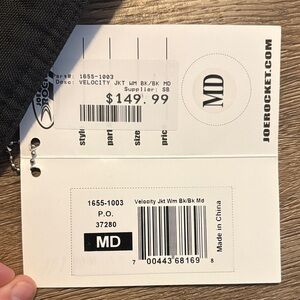 JOE ROCKET
Part#: 1655-1003
Desc: VELOCITY JKT WM BK/BK MD
Supplier: SB
$149.99
style
part
size
pric
MD
JOEROCKET.COM
1655-1003
P.O.
37280
MD
Velocity Jkt Wm Bk/Bk Md
7 00443 68169 8
Made in China